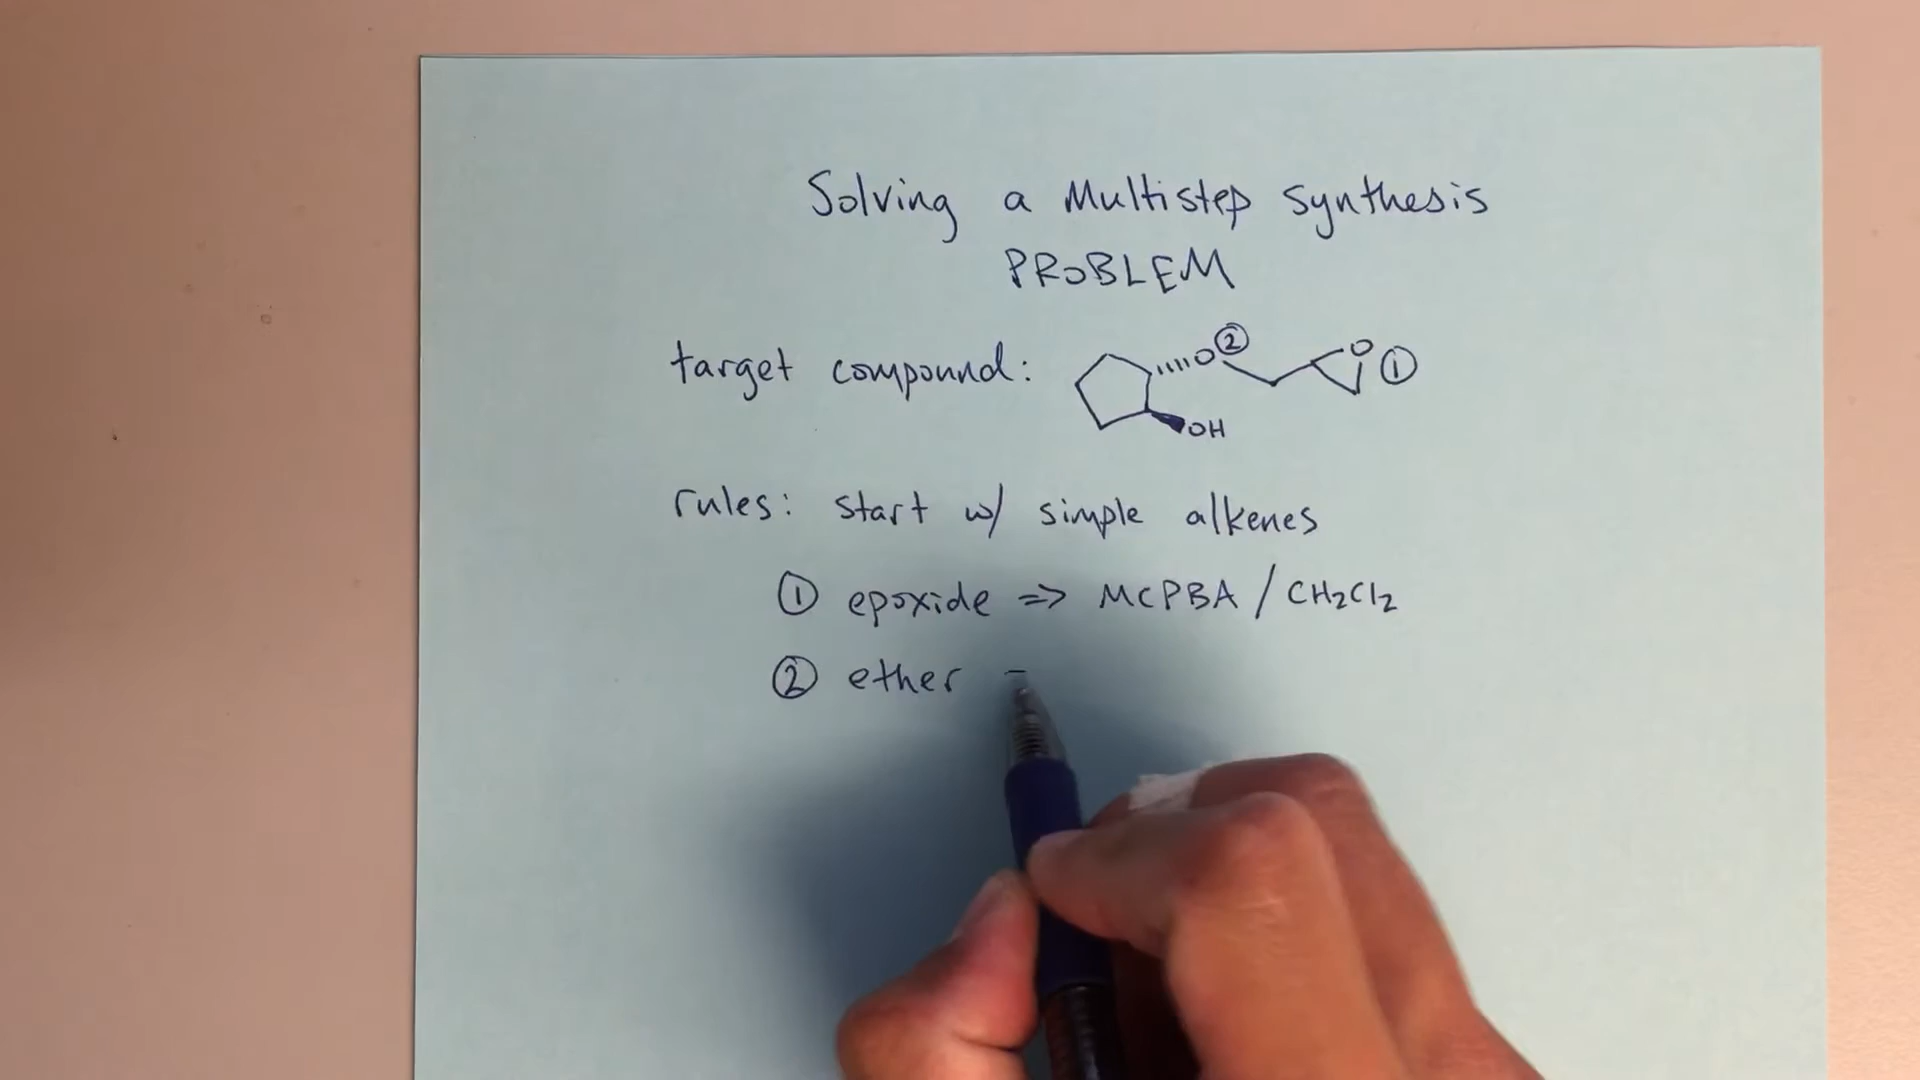 Solving a Multistep synthesis
PROBLEM
target compound: O ② O ①
OH
rules: start w/ simple alkenes
① epoxide => MCPBA / CH2Cl2
② ether -